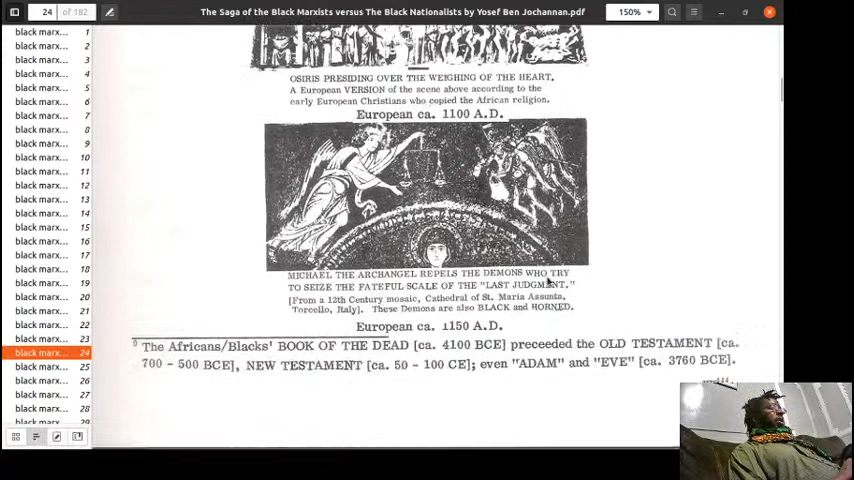 24 of 182
The Saga of the Black Marxists versus The Black Nationalists by Yosef Ben Jochannan.pdf
150%
black marx... 1
black marx... 2
black marx... 3
black marx... 4
black marx... 5
black marx... 6
black marx... 7
black marx... 8
black marx... 9
black marx... 10
black marx... 11
black marx... 12
black marx... 13
black marx... 14
black marx... 15
black marx... 16
black marx... 17
black marx... 18
black marx... 19
black marx... 20
black marx... 21
black marx... 22
black marx... 23
black marx... 24
black marx... 25
black marx... 26
black marx... 27
black marx... 28
black marx... 29
OSIRIS PRESIDING OVER THE WEIGHING OF THE HEART.
A European VERSION of the scene above according to the
early European Christians who copied the African religion.
European ca. 1100 A.D.
MICHAEL THE ARCHANGEL REPELS THE DEMONS WHO TRY
TO SEIZE THE FATEFUL SCALE OF THE "LAST JUDGMENT."
[From a 12th Century mosaic, Cathedral of St. Maria Assunta,
Torcello, Italy]. These Demons are also BLACK and HORNED.
European ca. 1150 A.D.
The Africans/Blacks' BOOK OF THE DEAD [ca. 4100 BCE] preceeded the OLD TESTAMENT [ca.
700 - 500 BCE], NEW TESTAMENT [ca. 50 - 100 CE]; even "ADAM" and "EVE" [ca. 3760 BCE].